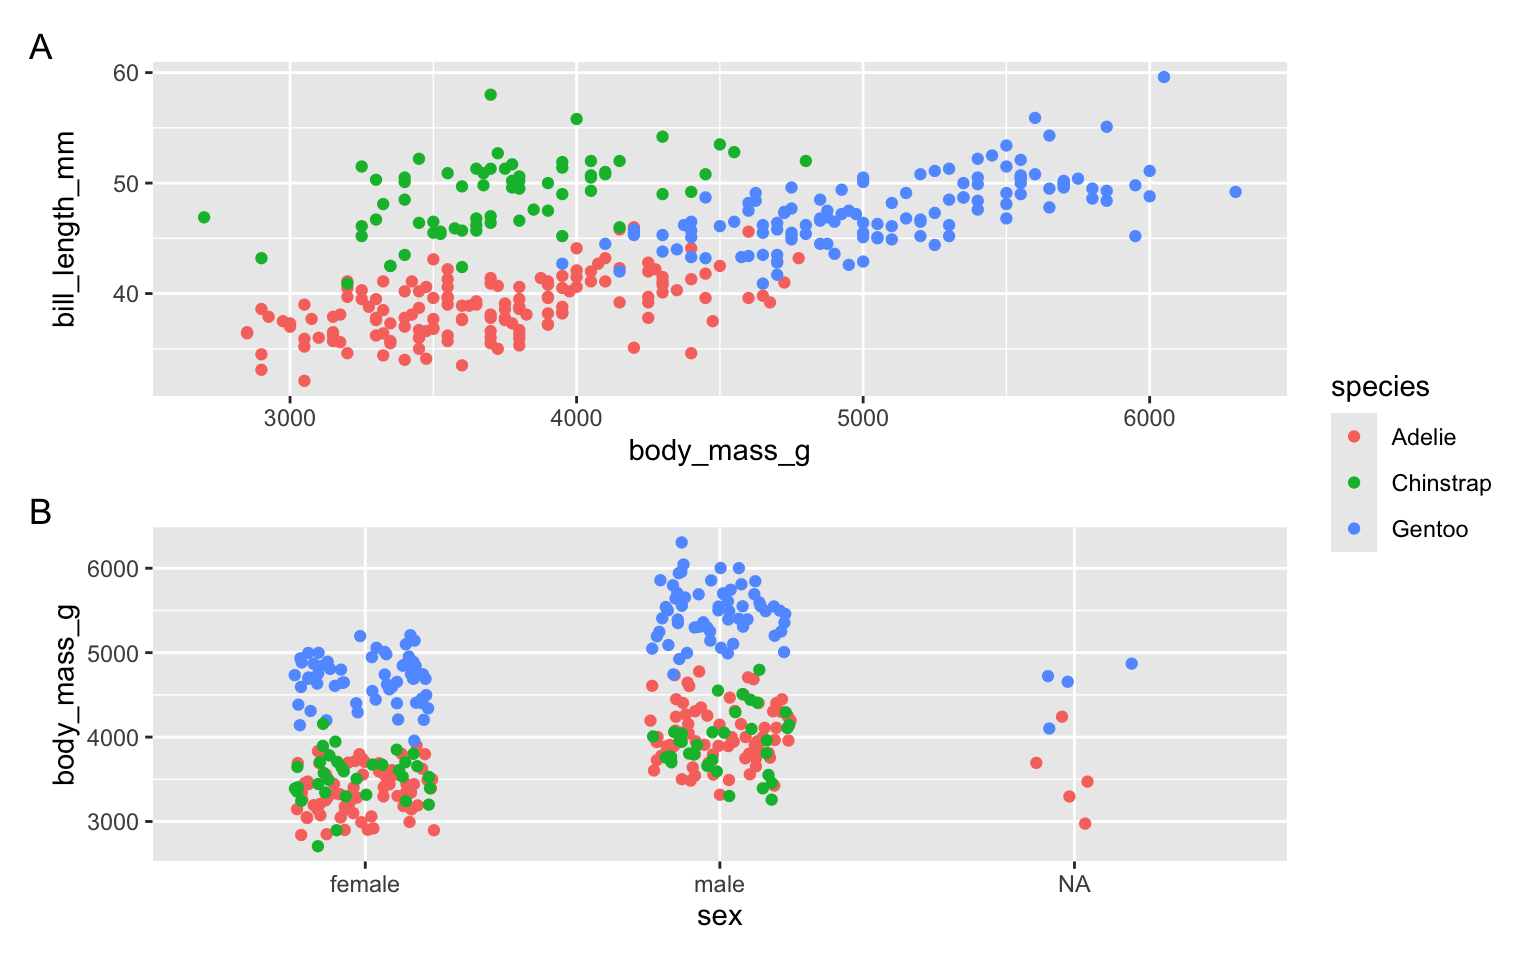 A
60
50
40
bill_length_mm
3000 4000 5000 6000
body_mass_g
species
Adelie
Chinstrap
Gentoo
B
6000
5000
4000
3000
body_mass_g
female male NA
sex